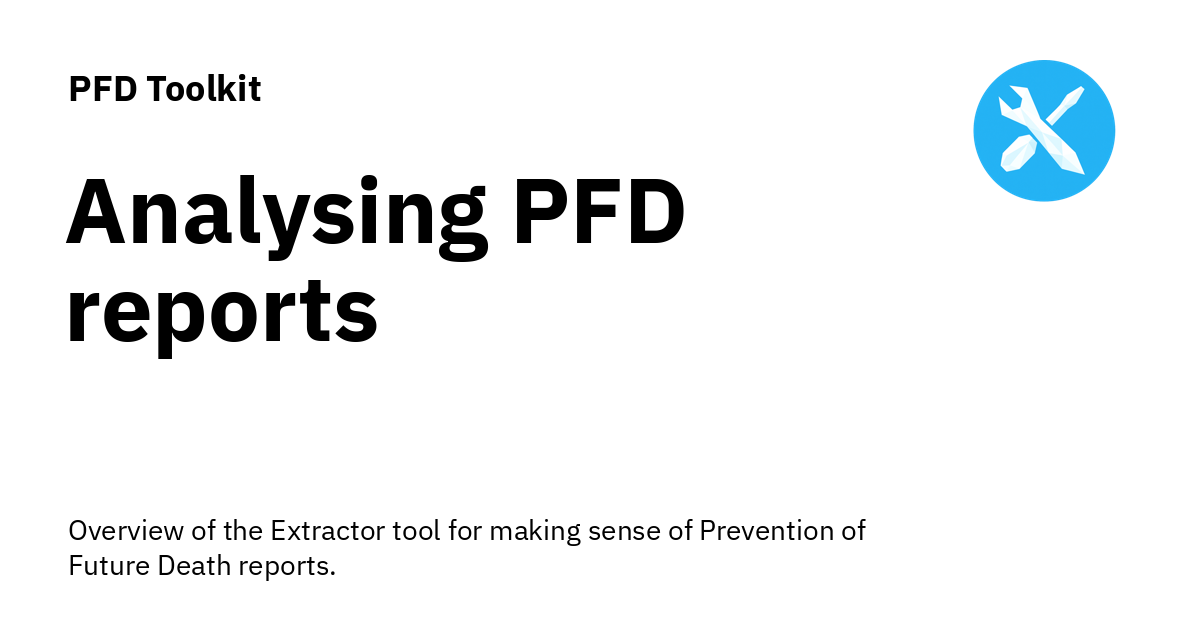 PFD Toolkit
Analysing PFD
reports
Overview of the Extractor tool for making sense of Prevention of
Future Death reports.